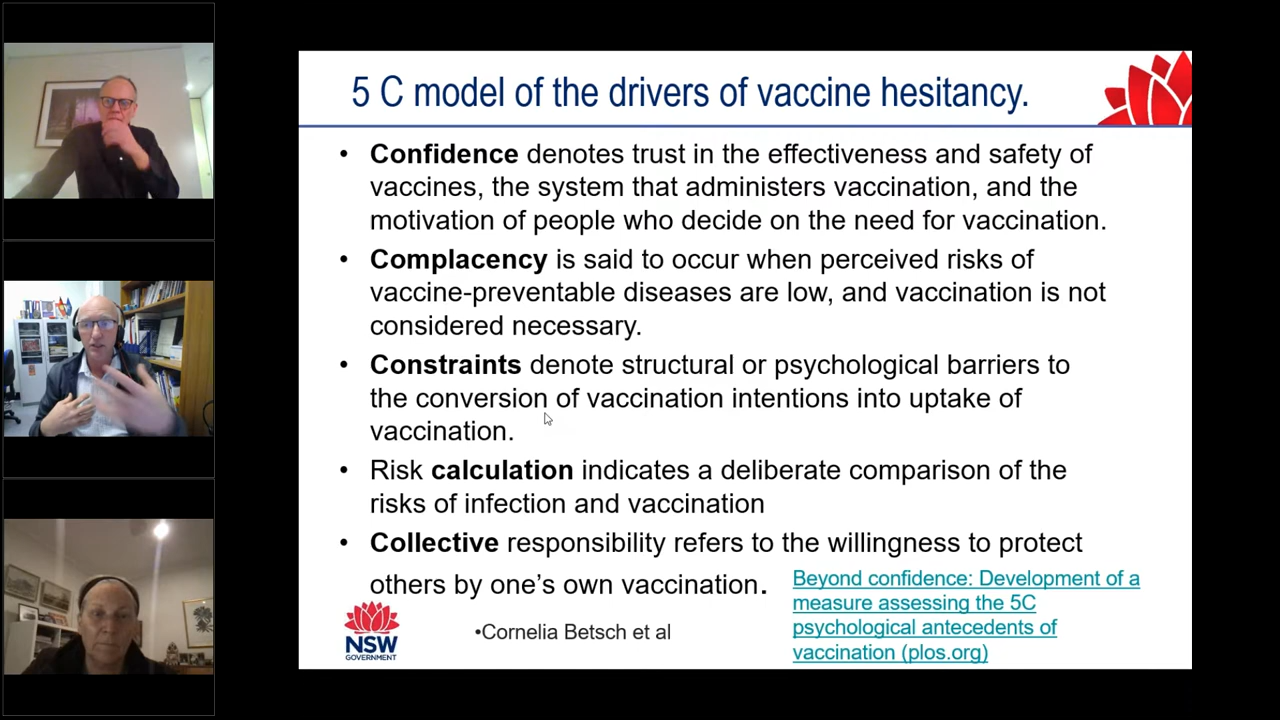 5 C model of the drivers of vaccine hesitancy.
• Confidence denotes trust in the effectiveness and safety of
vaccines, the system that administers vaccination, and the
motivation of people who decide on the need for vaccination.
• Complacency is said to occur when perceived risks of
vaccine-preventable diseases are low, and vaccination is not
considered necessary.
• Constraints denote structural or psychological barriers to
the conversion of vaccination intentions into uptake of
vaccination.
• Risk calculation indicates a deliberate comparison of the
risks of infection and vaccination
• Collective responsibility refers to the willingness to protect
others by one’s own vaccination.
Beyond confidence: Development of a
measure assessing the 5C
psychological antecedents of
vaccination (plos.org)
•Cornelia Betsch et al
NSW
GOVERNMENT